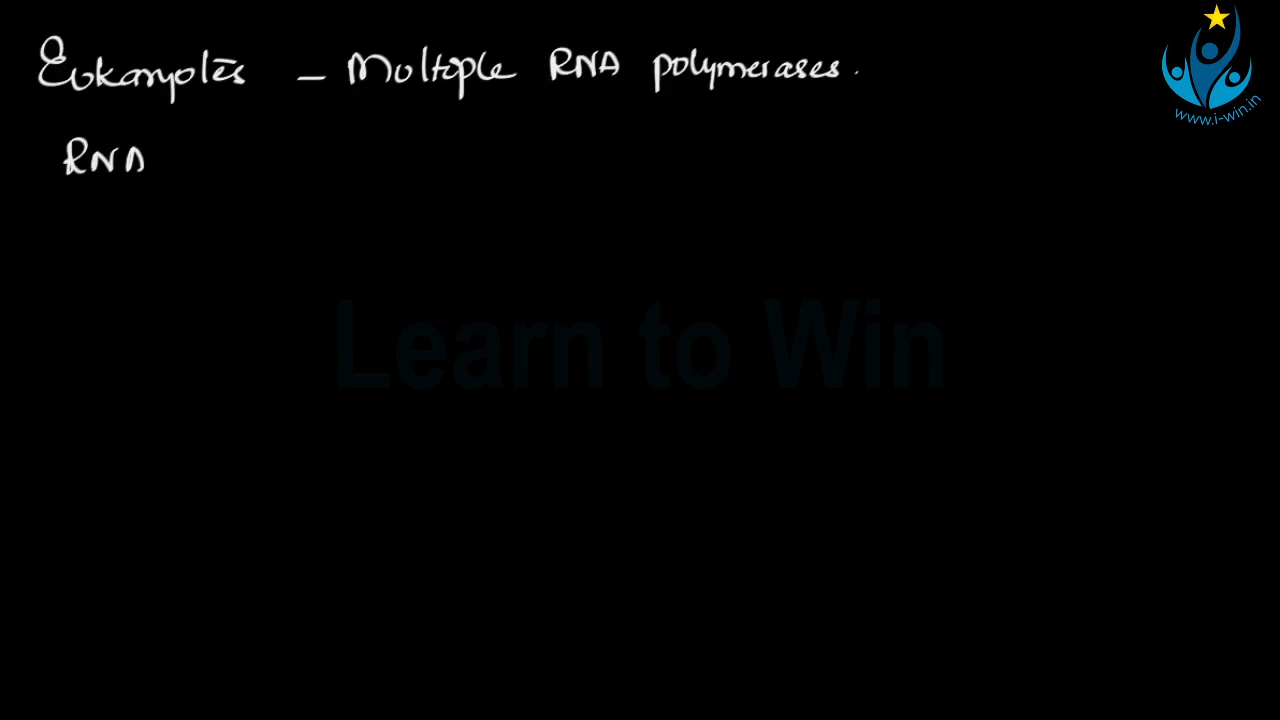 Eukaryotes - Multiple RNA polymerases.
RNA
Learn to Win
www.i-win.in